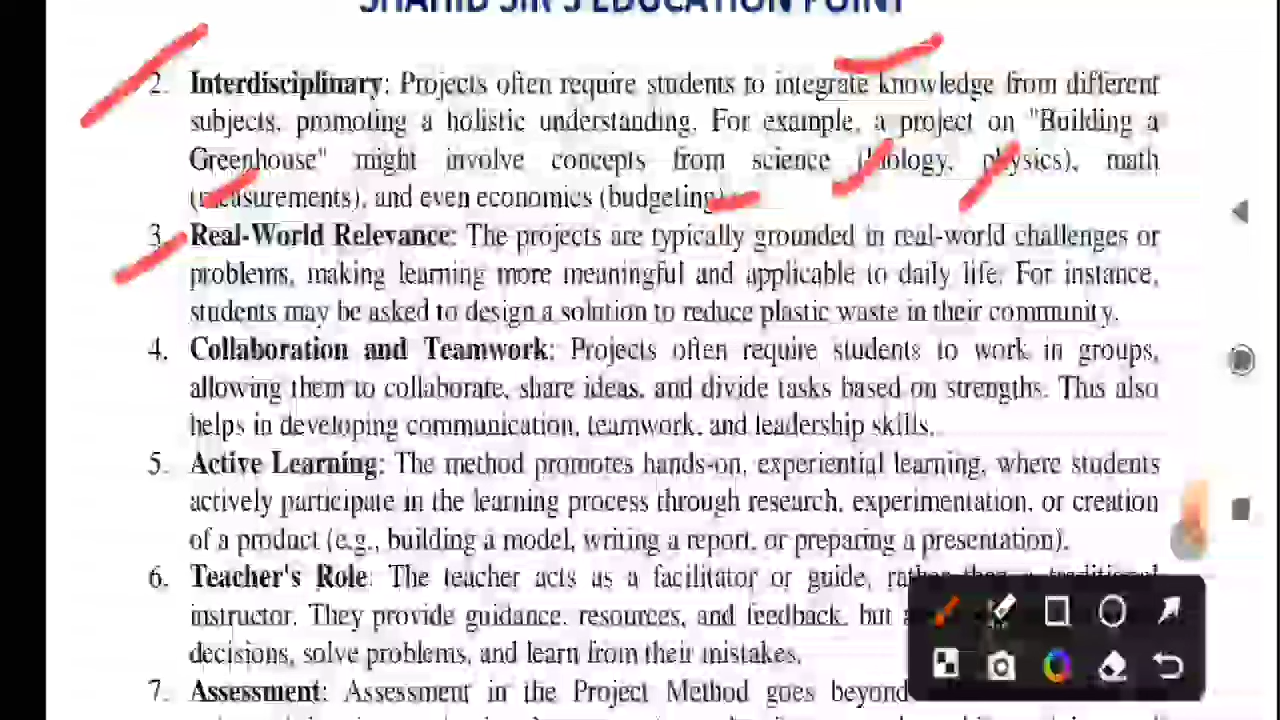 SHAHID SIR'S EDUCATION POINT
2. Interdisciplinary: Projects often require students to integrate knowledge from different
subjects, promoting a holistic understanding. For example, a project on "Building a
Greenhouse" might involve concepts from science (biology, physics), math
(measurements), and even economics (budgeting).
3. Real-World Relevance: The projects are typically grounded in real-world challenges or
problems, making learning more meaningful and applicable to daily life. For instance,
students may be asked to design a solution to reduce plastic waste in their community.
4. Collaboration and Teamwork: Projects often require students to work in groups,
allowing them to collaborate, share ideas, and divide tasks based on strengths. This also
helps in developing communication, teamwork, and leadership skills.
5. Active Learning: The method promotes hands-on, experiential learning, where students
actively participate in the learning process through research, experimentation, or creation
of a product (e.g., building a model, writing a report, or preparing a presentation).
6. Teacher's Role: The teacher acts as a facilitator or guide, rather than a traditional
instructor. They provide guidance, resources, and feedback, but
decisions, solve problems, and learn from their mistakes.
7. Assessment: Assessment in the Project Method goes beyond